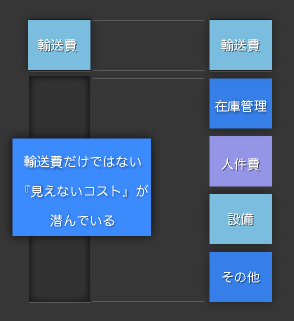 輸送費
輸送費
在庫管理
輸送費だけではない
『見えないコスト』が
潜んでいる
人件費
設備
その他